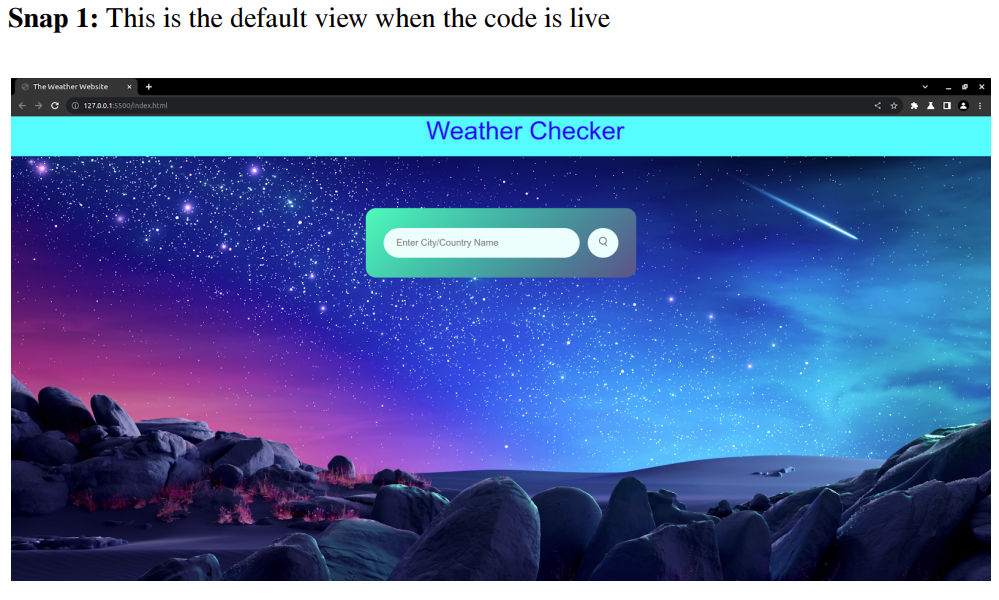 Snap 1: This is the default view when the code is live
The Weather Website
127.0.0.1:5500/index.html
Weather Checker
Enter City/Country Name